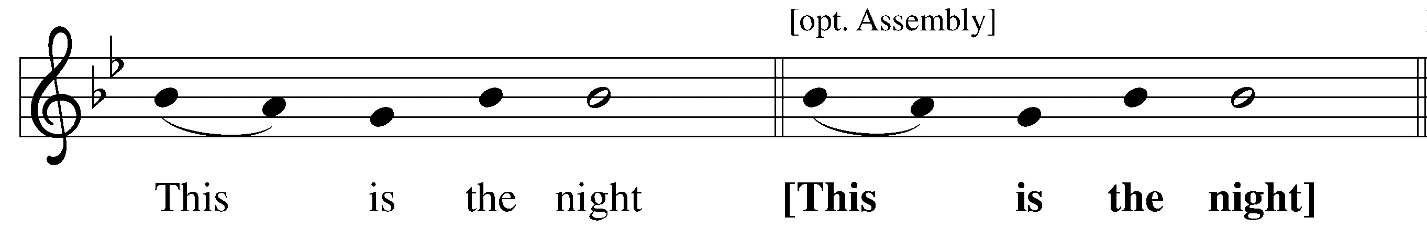 [opt. Assembly]
This is the night [This is the night]